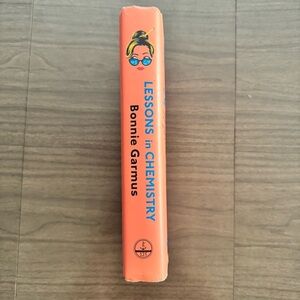 LESSONS in CHEMISTRY
Bonnie Garmus